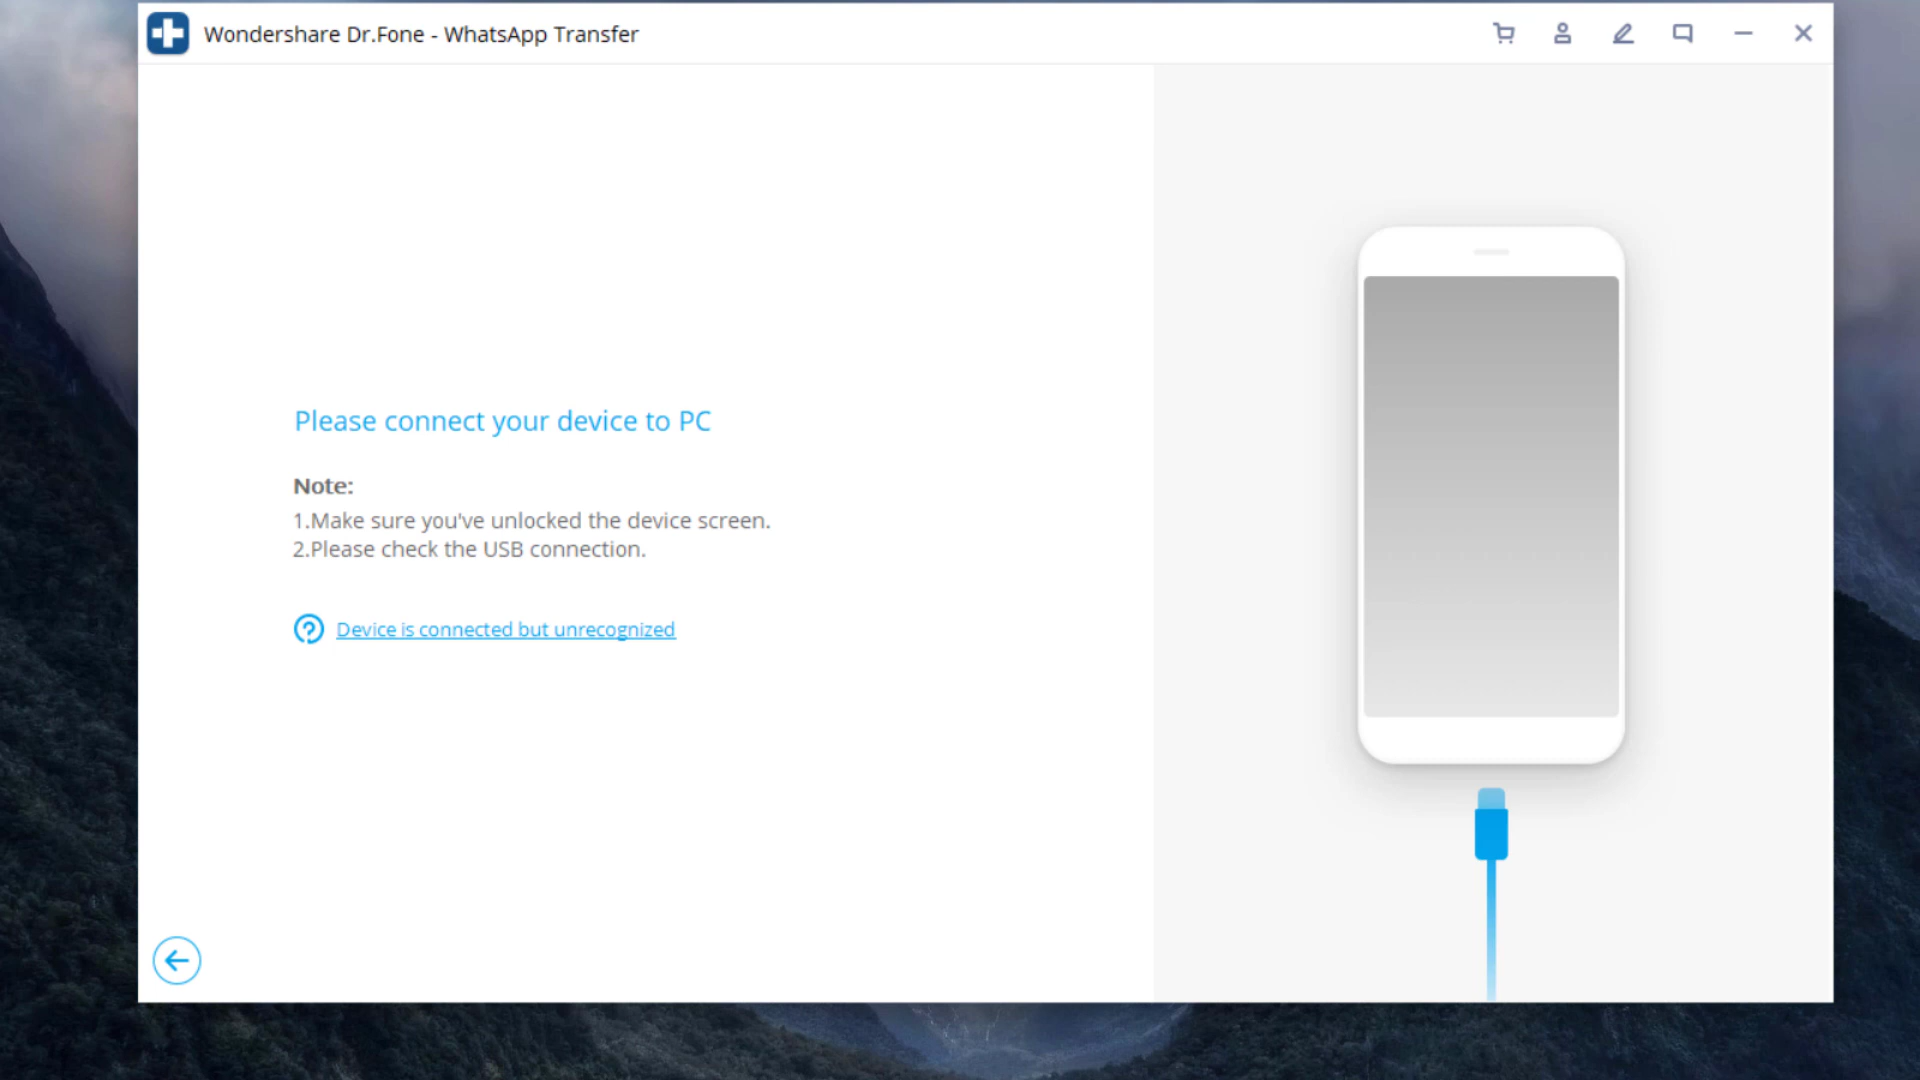 Wondershare Dr.Fone - WhatsApp Transfer
Please connect your device to PC
Note:
1.Make sure you've unlocked the device screen.
2.Please check the USB connection.
Device is connected but unrecognized